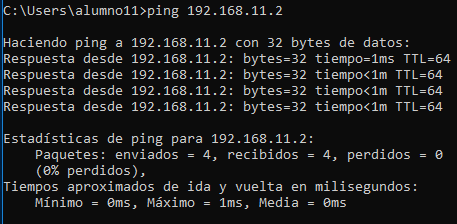 C:\Users\alumno11>ping 192.168.11.2
Haciendo ping a 192.168.11.2 con 32 bytes de datos:
Respuesta desde 192.168.11.2: bytes=32 tiempo=1ms TTL=64
Respuesta desde 192.168.11.2: bytes=32 tiempo<1m TTL=64
Respuesta desde 192.168.11.2: bytes=32 tiempo<1m TTL=64
Respuesta desde 192.168.11.2: bytes=32 tiempo<1m TTL=64
Estadísticas de ping para 192.168.11.2:
Paquetes: enviados = 4, recibidos = 4, perdidos = 0
(0% perdidos),
Tiempos aproximados de ida y vuelta en milisegundos:
Mínimo = 0ms, Máximo = 1ms, Media = 0ms